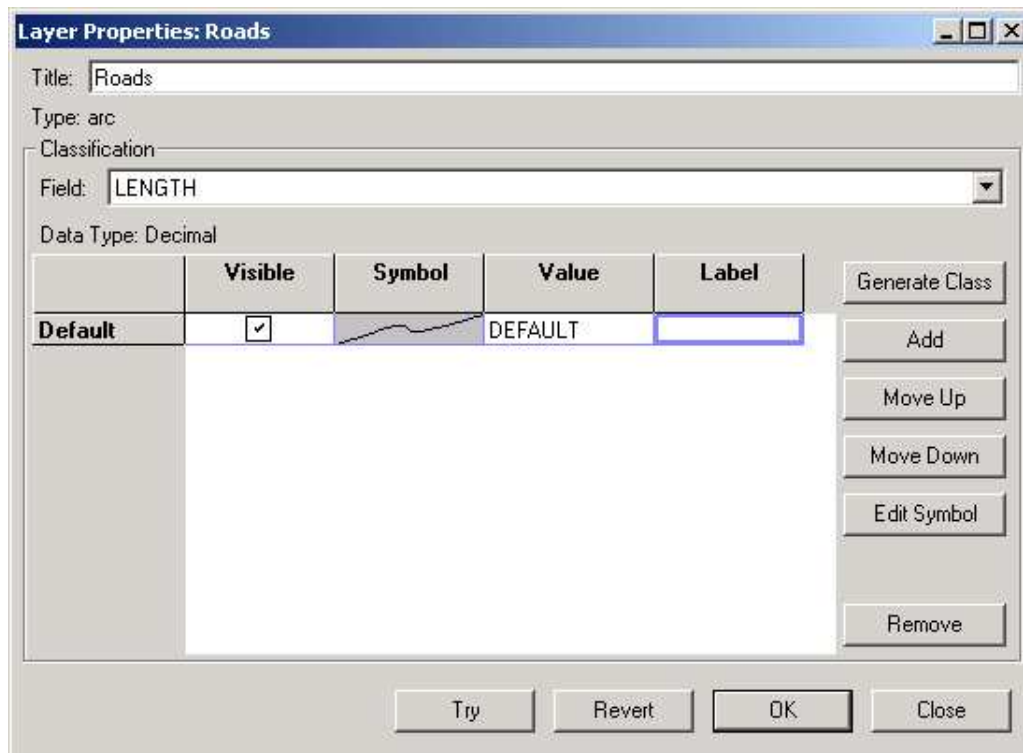 Layer Properties: Roads
Title: Roads
Type: arc
Classification
Field: LENGTH
Data Type: Decimal
Visible Symbol Value Label
Default DEFAULT
Generate Class
Add
Move Up
Move Down
Edit Symbol
Remove
Try Revert OK Close